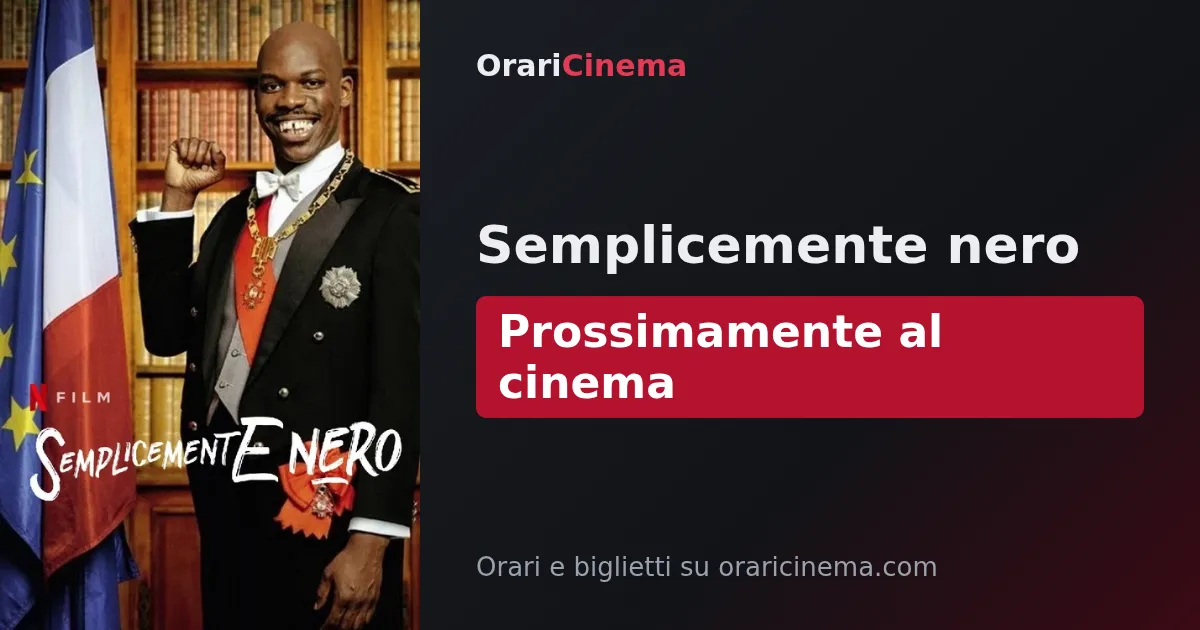 OrariCinema
Semplicemente nero
Prossimamente al
cinema
N FILM
SEMPLICEMENTE NERO
Orari e biglietti su oraricinema.com